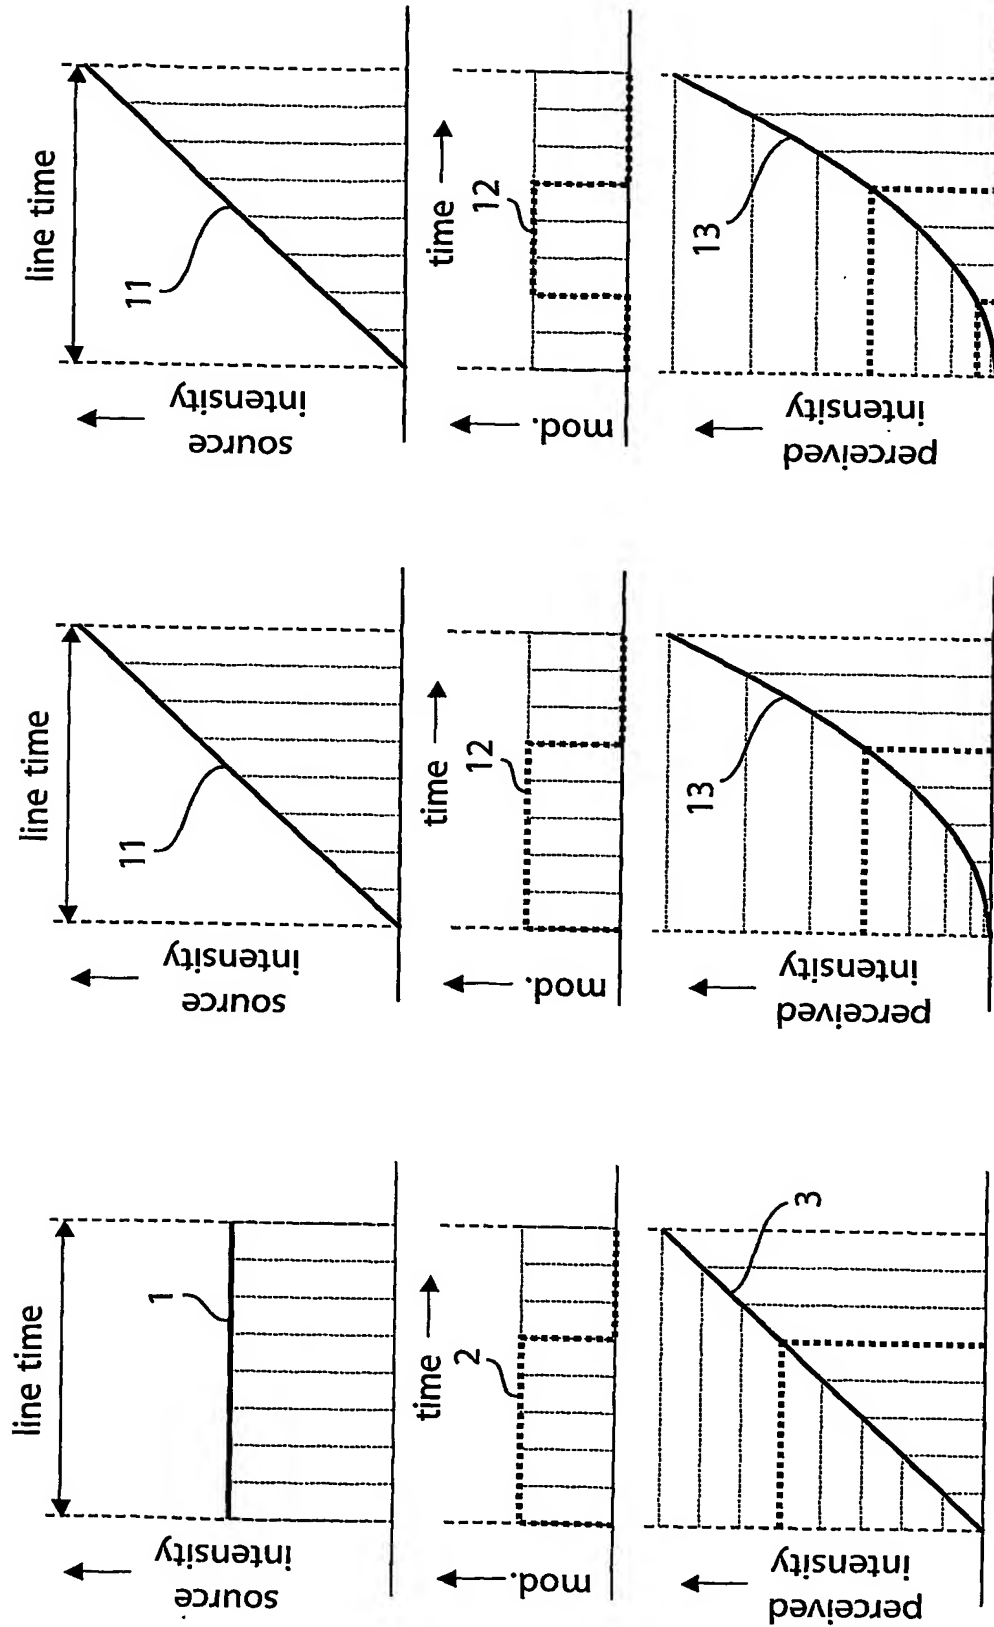 line time
source
intensity
11
time
mod.
12
perceived
intensity
13
line time
source
intensity
11
time
mod.
12
perceived
intensity
13
line time
source
intensity
1
time
mod.
2
perceived
intensity
3